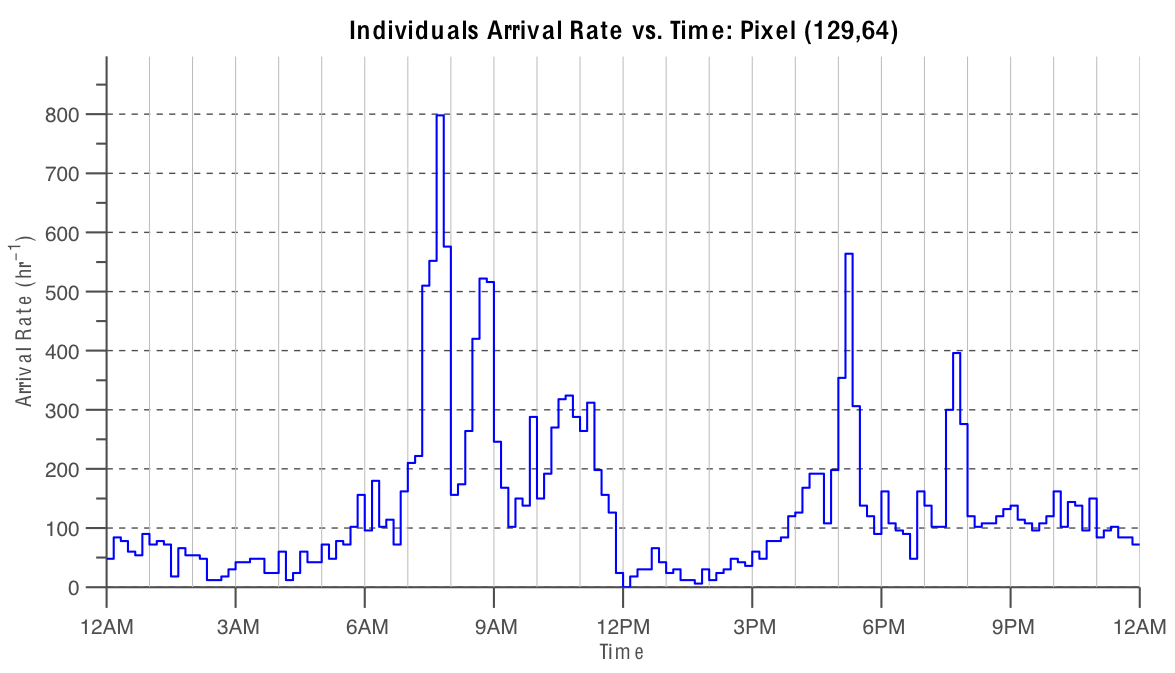 Individuals Arrival Rate vs. Time: Pixel (129,64)
Arrival Rate (hr⁻¹)
800
700
600
500
400
300
200
100
0
12AM 3AM 6AM 9AM 12PM 3PM 6PM 9PM 12AM
Time